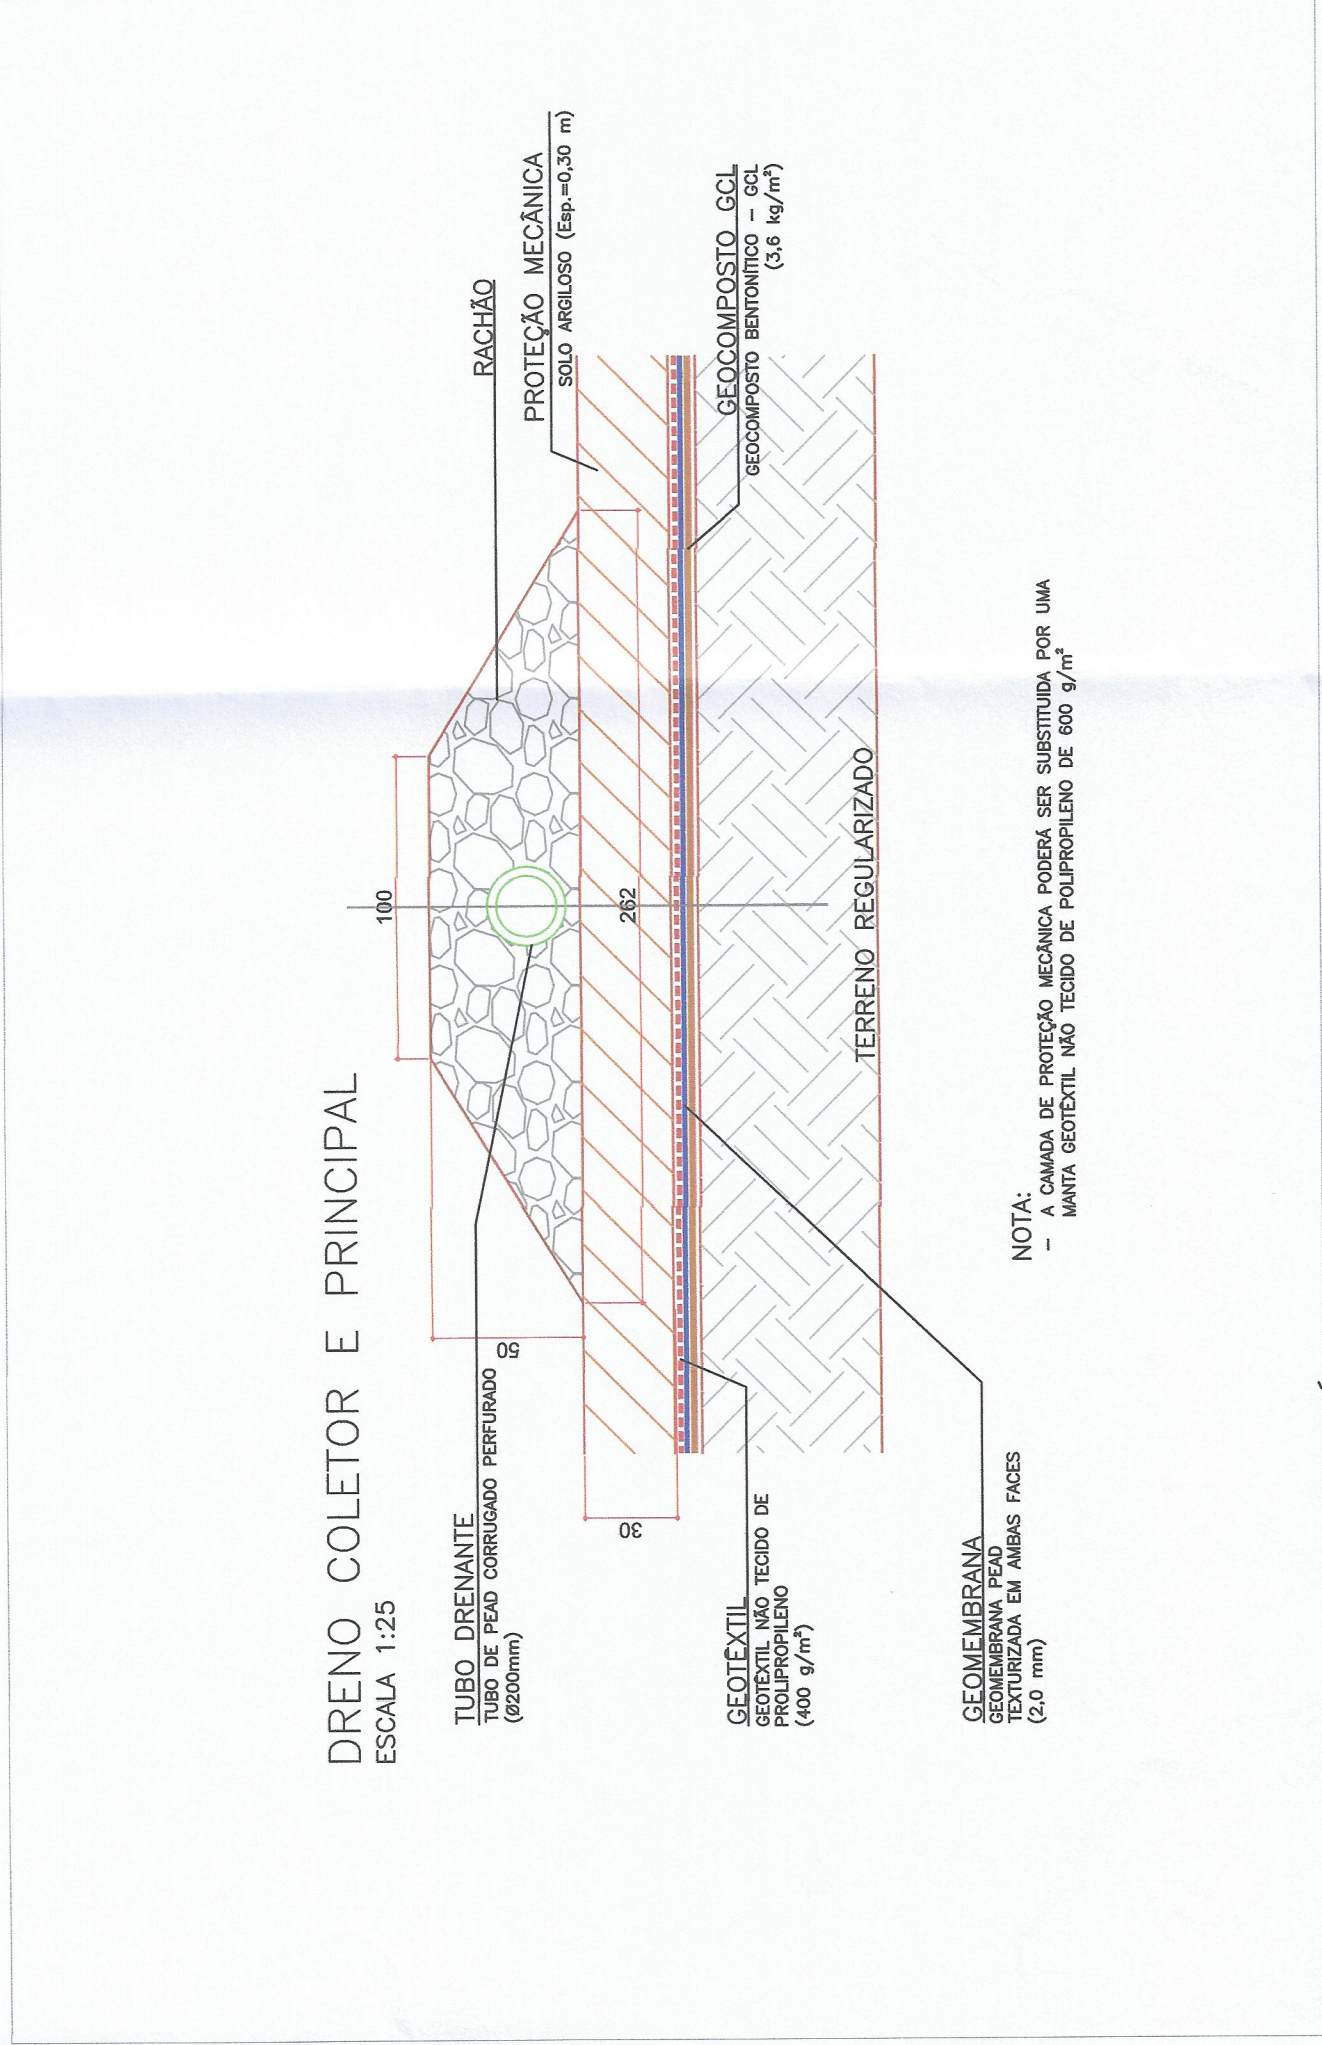 DRENO COLETOR E PRINCIPAL
ESCALA 1:25
100
RACHÃO
PROTEÇÃO MECÂNICA
SOLO ARGILOSO (Esp.=0,30 m)
50
TUBO DRENANTE
TUBO DE PEAD CORRUGADO PERFURADO
(Ø200mm)
262
30
GEOCOMPOSTO GCL
GEOCOMPOSTO BENTONÍTICO - GCL
(3,6 kg/m²)
GEOTÊXTIL
GEOTÊXTIL NÃO TECIDO DE
PROLIPROPILENO
(400 g/m²)
TERRENO REGULARIZADO
GEOMEMBRANA
GEOMEMBRANA PEAD
TEXTURIZADA EM AMBAS FACES
(2,0 mm)
NOTA:
- A CAMADA DE PROTEÇÃO MECÂNICA PODERÁ SER SUBSTITUIDA POR UMA
MANTA GEOTÊXTIL NÃO TECIDO DE POLIPROPILENO DE 600 g/m²